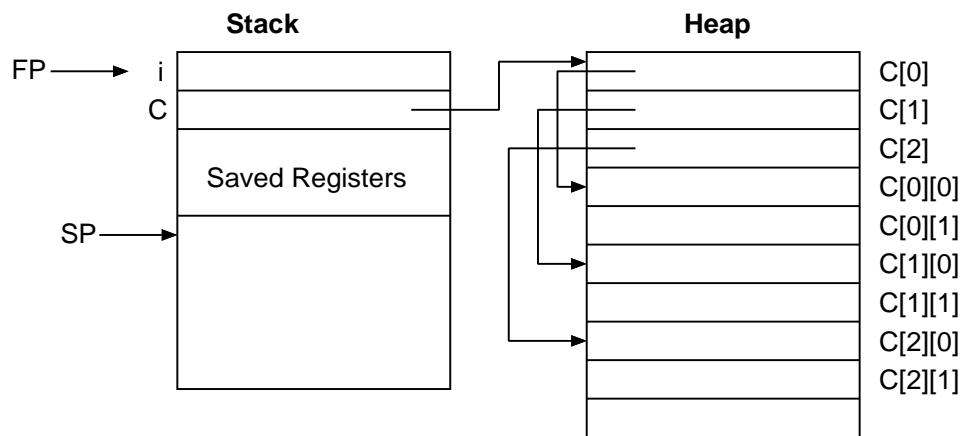 Stack
Heap
FP
i
C
Saved Registers
SP
C[0]
C[1]
C[2]
C[0][0]
C[0][1]
C[1][0]
C[1][1]
C[2][0]
C[2][1]